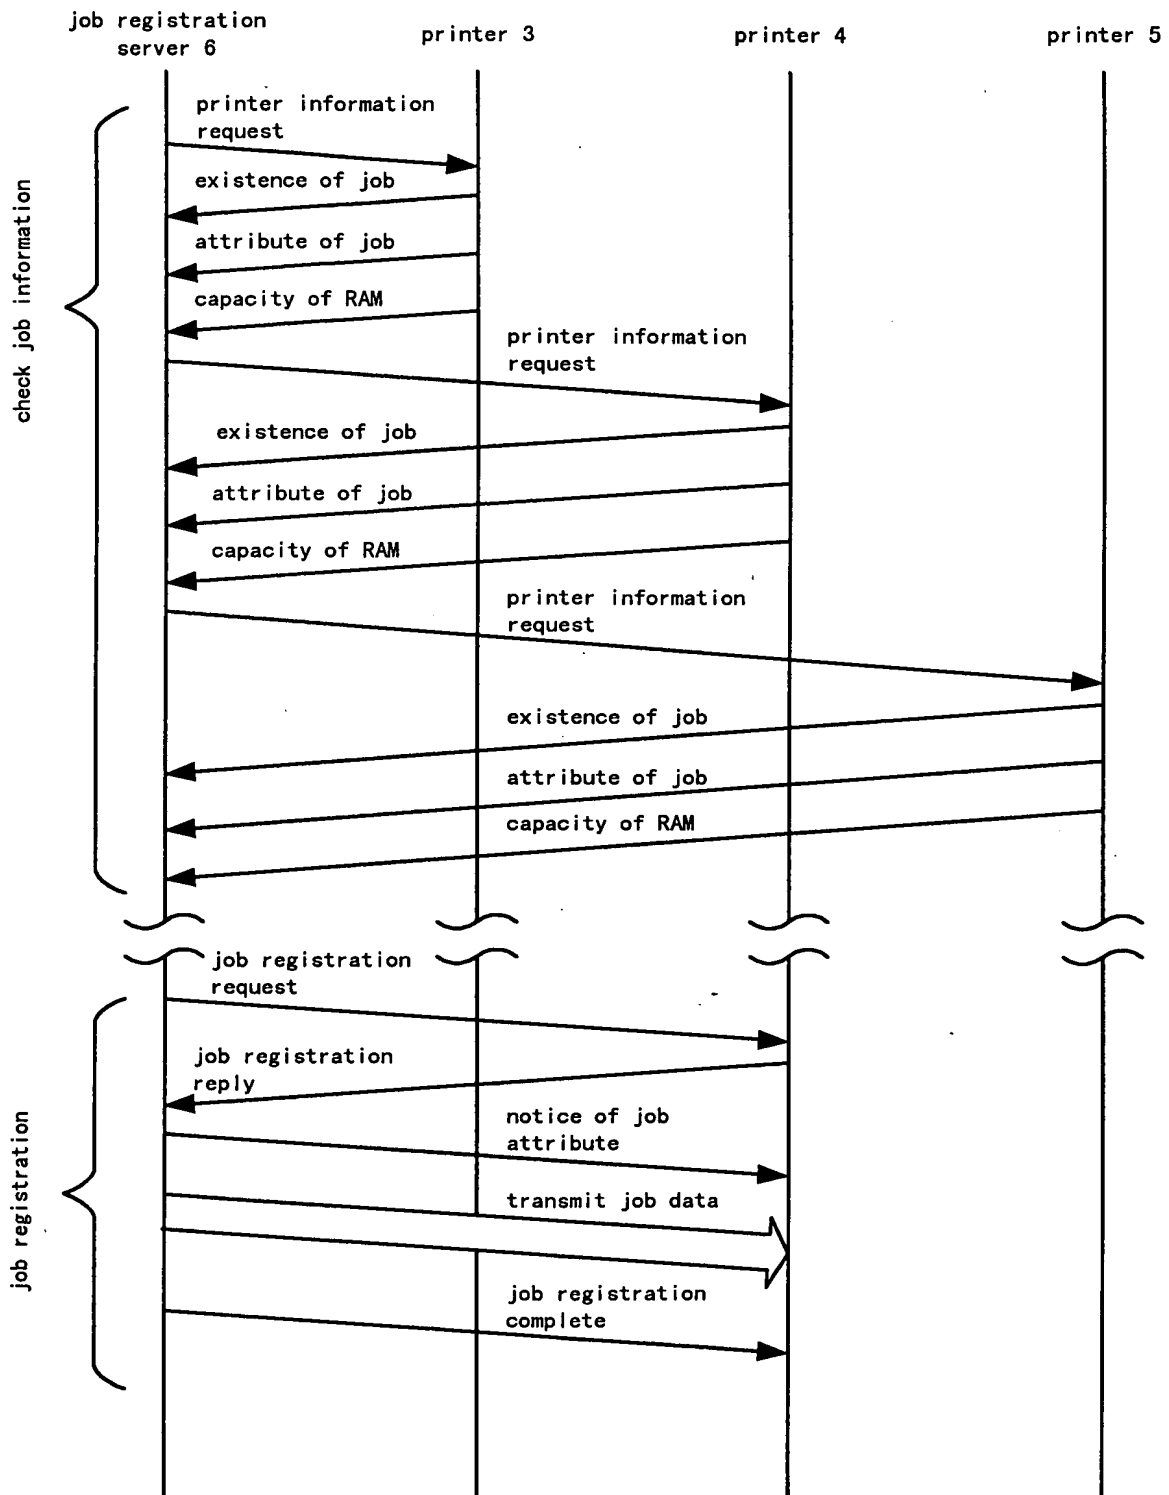 job registration
server 6
printer 3
printer 4
printer 5
check job information
printer information
request
existence of job
attribute of job
capacity of RAM
printer information
request
existence of job
attribute of job
capacity of RAM
printer information
request
existence of job
attribute of job
capacity of RAM
job registration
job registration
request
job registration
reply
notice of job
attribute
transmit job data
job registration
complete